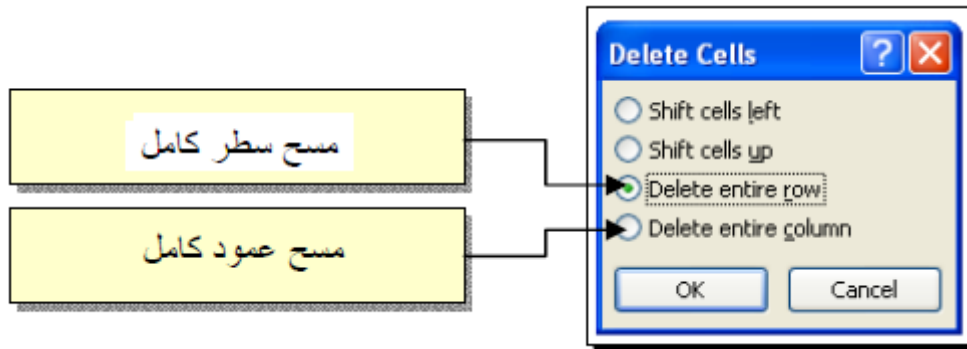 Delete Cells
Shift cells left
Shift cells up
Delete entire row
Delete entire column
OK
Cancel
مسح سطر كامل
مسح عمود كامل